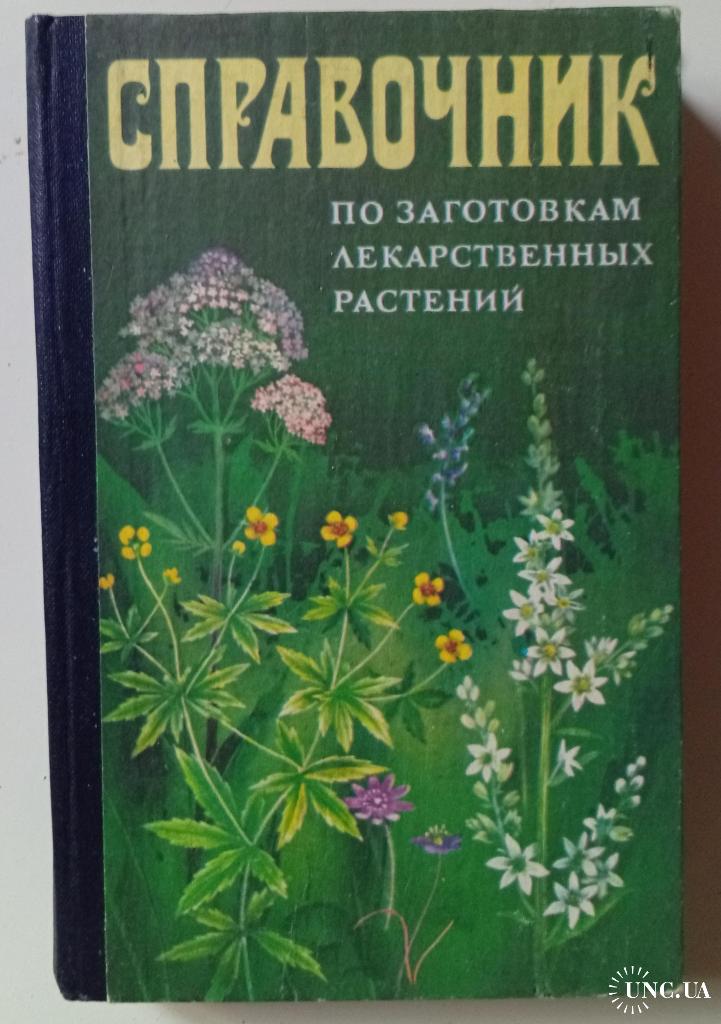 СПРАВОЧНИК
ПО ЗАГОТОВКАМ
ЛЕКАРСТВЕННЫХ
РАСТЕНИЙ
UNC.UA